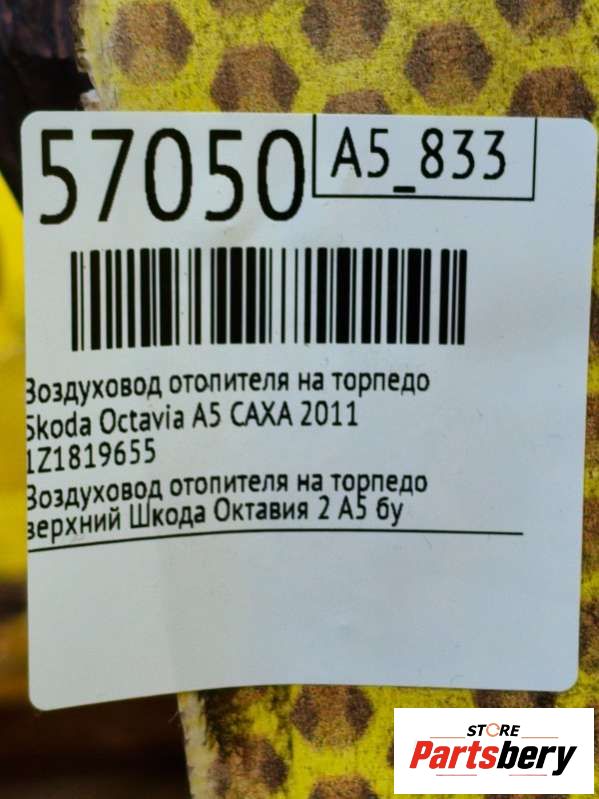 57050
A5_833
Воздуховод отопителя на торпедо
Skoda Octavia A5 CAXA 2011
1Z1819655
Воздуховод отопителя на торпедо
верхний Шкода Октавия 2 А5 бу
STORE
Partsbery